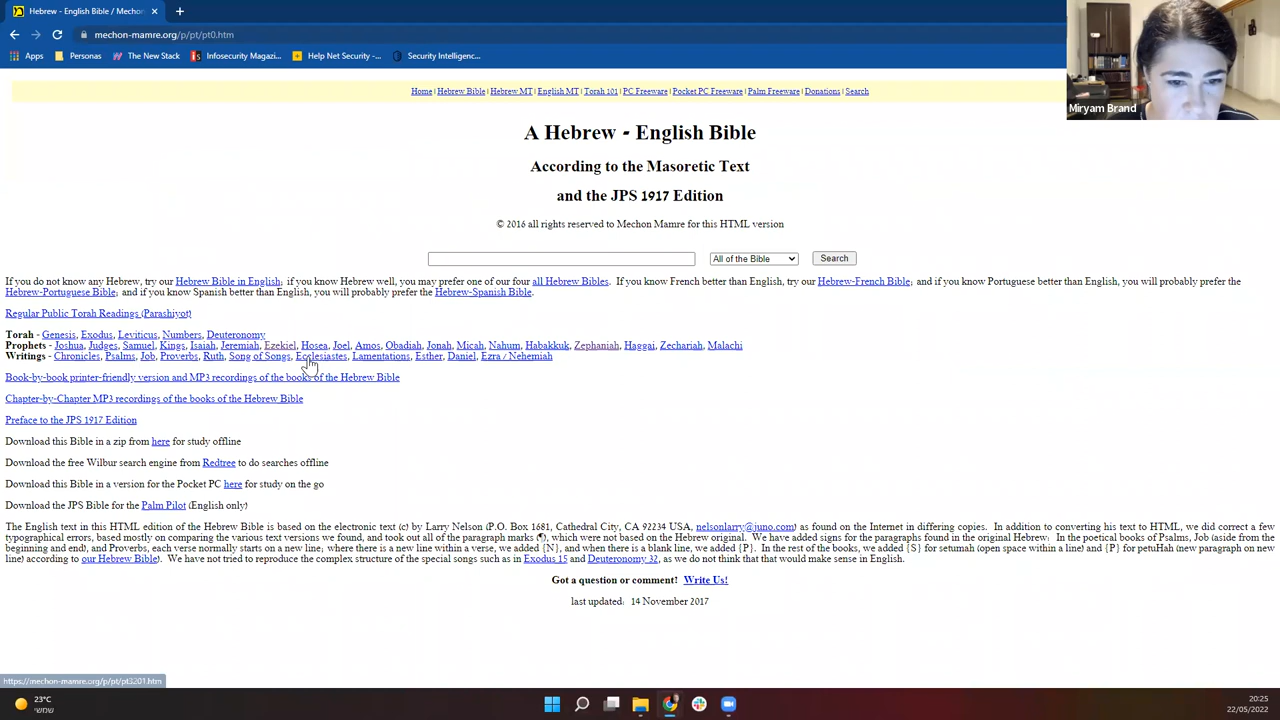 Hebrew - English Bible / Mechon
mechon-mamre.org/p/pt/pt0.htm
Apps Personas The New Stack Infosecurity Magazi... Help Net Security -... Security Intelligenc...
Miryam Brand
Home | Hebrew Bible | Hebrew MT | English MT | Torah 101 | PC Freeware | Pocket PC Freeware | Palm Freeware | Donations | Search
A Hebrew - English Bible
According to the Masoretic Text
and the JPS 1917 Edition
© 2016 all rights reserved to Mechon Mamre for this HTML version
All of the Bible Search
If you do not know any Hebrew, try our Hebrew Bible in English; if you know Hebrew well, you may prefer one of our four all Hebrew Bibles. If you know French better than English, try our Hebrew-French Bible; and if you know Portuguese better than English, you will probably prefer the
Hebrew-Portuguese Bible; and if you know Spanish better than English, you will probably prefer the Hebrew-Spanish Bible.
Regular Public Torah Readings (Parashiyot)
Torah - Genesis, Exodus, Leviticus, Numbers, Deuteronomy
Prophets - Joshua, Judges, Samuel, Kings, Isaiah, Jeremiah, Ezekiel, Hosea, Joel, Amos, Obadiah, Jonah, Micah, Nahum, Habakkuk, Zephaniah, Haggai, Zechariah, Malachi
Writings - Chronicles, Psalms, Job, Proverbs, Ruth, Song of Songs, Ecclesiastes, Lamentations, Esther, Daniel, Ezra / Nehemiah
Book-by-book printer-friendly version and MP3 recordings of the books of the Hebrew Bible
Chapter-by-Chapter MP3 recordings of the books of the Hebrew Bible
Preface to the JPS 1917 Edition
Download this Bible in a zip from here for study offline
Download the free Wilbur search engine from Redtree to do searches offline
Download this Bible in a version for the Pocket PC here for study on the go
Download the JPS Bible for the Palm Pilot (English only)
The English text in this HTML edition of the Hebrew Bible is based on the electronic text (c) by Larry Nelson (P.O. Box 1681, Cathedral City, CA 92234 USA, nelsonlarry@juno.com) as found on the Internet in differing copies. In addition to converting his text to HTML, we did correct a few
typographical errors, based mostly on comparing the various text versions we found, and took out all of the paragraph marks (¶), which were not based on the Hebrew original. We have added signs for the paragraphs found in the original Hebrew: In the poetical books of Psalms, Job (aside from the
beginning and end), and Proverbs, each verse normally starts on a new line; where there is a new line within a verse, we added {N}, and when there is a blank line, we added {P}. In the rest of the books, we added {S} for setumah (open space within a line) and {P} for petuHah (new paragraph on new
line) according to our Hebrew Bible). We have not tried to reproduce the complex structure of the special songs such as in Exodus 15 and Deuteronomy 32, as we do not think that that would make sense in English.
Got a question or comment! Write Us!
last updated: 14 November 2017
https://mechon-mamre.org/p/pt/pt3201.htm
23°C
שמשי
20:25
22/05/2022